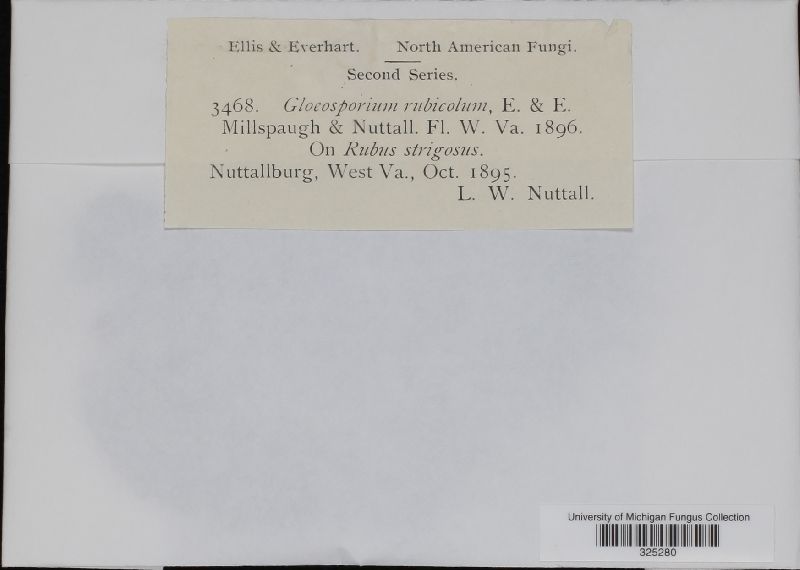 Ellis & Everhart. North American Fungi.
Second Series.
3468. Gloeosporium rubicolum, E. & E.
Millspaugh & Nuttall. Fl. W. Va. 1896.
On Rubus strigosus.
Nuttallburg, West Va., Oct. 1895.
L. W. Nuttall.
University of Michigan Fungus Collection
325280